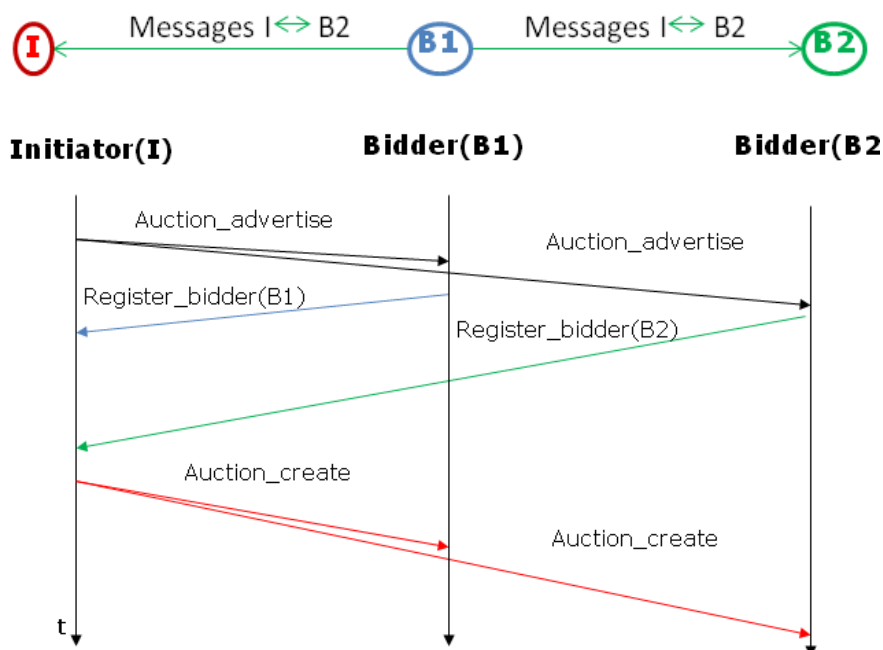 Messages I⇔ B2
Messages I⇔ B2
I
B1
B2
Initiator(I)
Bidder(B1)
Bidder(B2
Auction_advertise
Auction_advertise
Register_bidder(B1)
Register_bidder(B2)
Auction_create
Auction_create
t